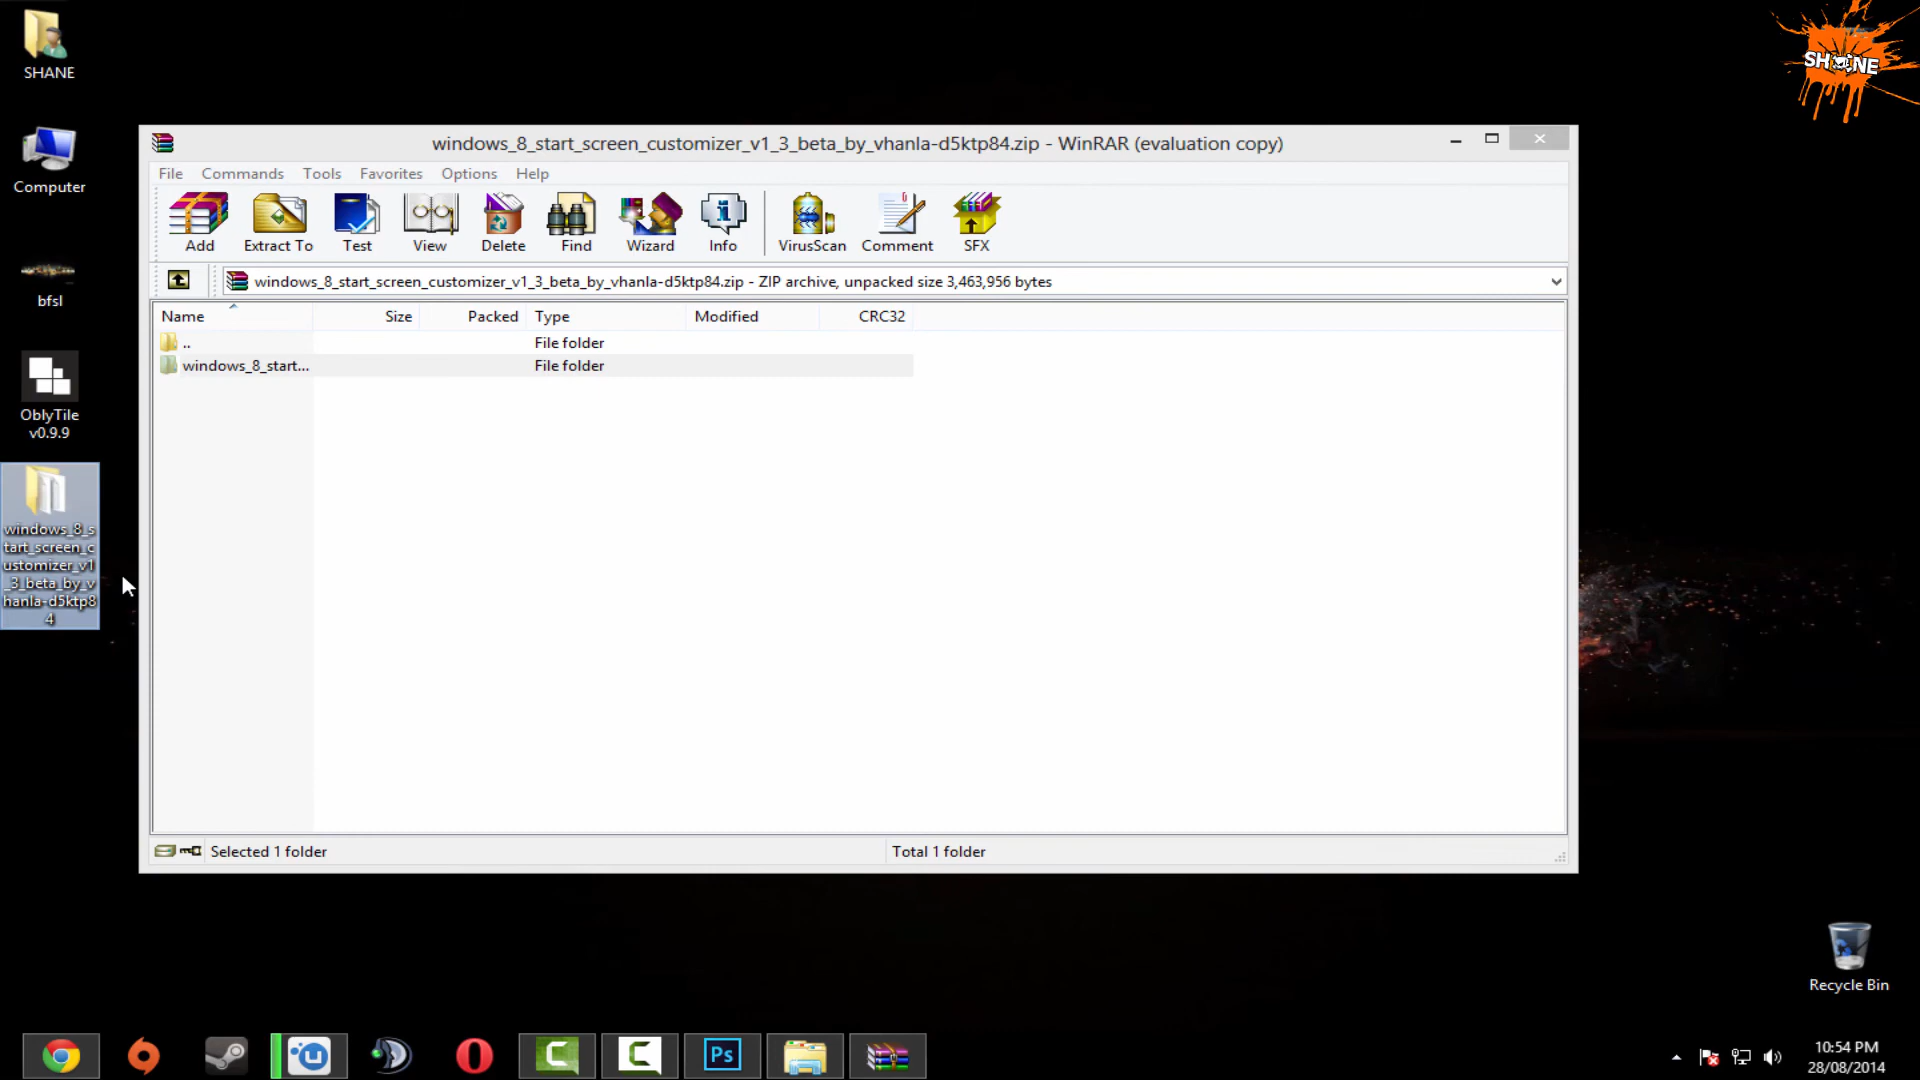 SHANE
Computer
bfsl
OblyTile
v0.9.9
windows_8_s
tart_screen_c
ustomizer_v1
_3_beta_by_v
hanla-d5ktp8
4
windows_8_start_screen_customizer_v1_3_beta_by_vhanla-d5ktp84.zip - WinRAR (evaluation copy)
File Commands Tools Favorites Options Help
Add Extract To Test View Delete Find Wizard Info VirusScan Comment SFX
windows_8_start_screen_customizer_v1_3_beta_by_vhanla-d5ktp84.zip - ZIP archive, unpacked size 3,463,956 bytes
Name Size Packed Type Modified CRC32
.. File folder
windows_8_start... File folder
Selected 1 folder Total 1 folder
SHANE
Recycle Bin
Ps
10:54 PM
28/08/2014